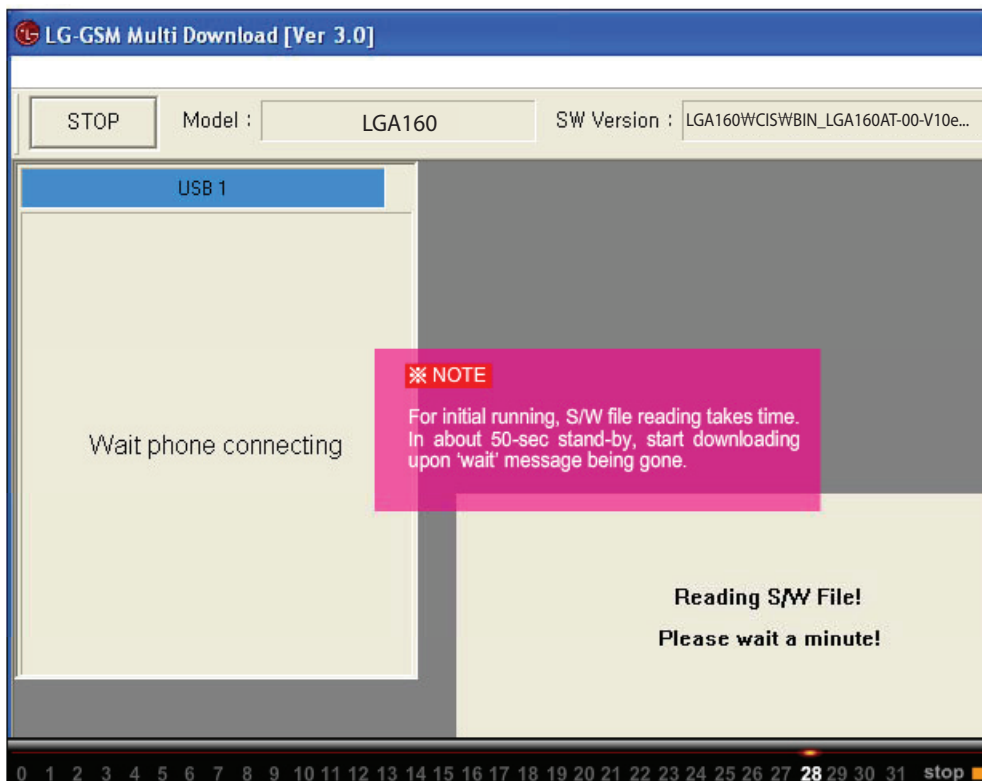 LG-GSM Multi Download [Ver 3.0]
STOP Model : LGA160 SW Version : LGA160₩CIS₩BIN_LGA160AT-00-V10e...
USB 1
※ NOTE
For initial running, S/W file reading takes time.
In about 50-sec stand-by, start downloading
upon ‘wait’ message being gone.
Wait phone connecting
Reading S/W File!
Please wait a minute!
0 1 2 3 4 5 6 7 8 9 10 11 12 13 14 15 16 17 18 19 20 21 22 23 24 25 26 27 28 29 30 31 stop